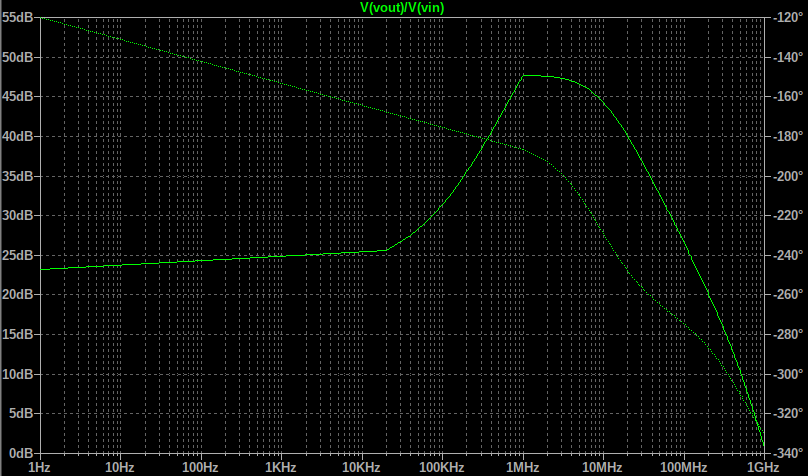 V(vout)/V(vin)
55dB -120°
50dB -140°
45dB -160°
40dB -180°
35dB -200°
30dB -220°
25dB -240°
20dB -260°
15dB -280°
10dB -300°
5dB -320°
0dB -340°
1Hz 10Hz 100Hz 1KHz 10KHz 100KHz 1MHz 10MHz 100MHz 1GHz